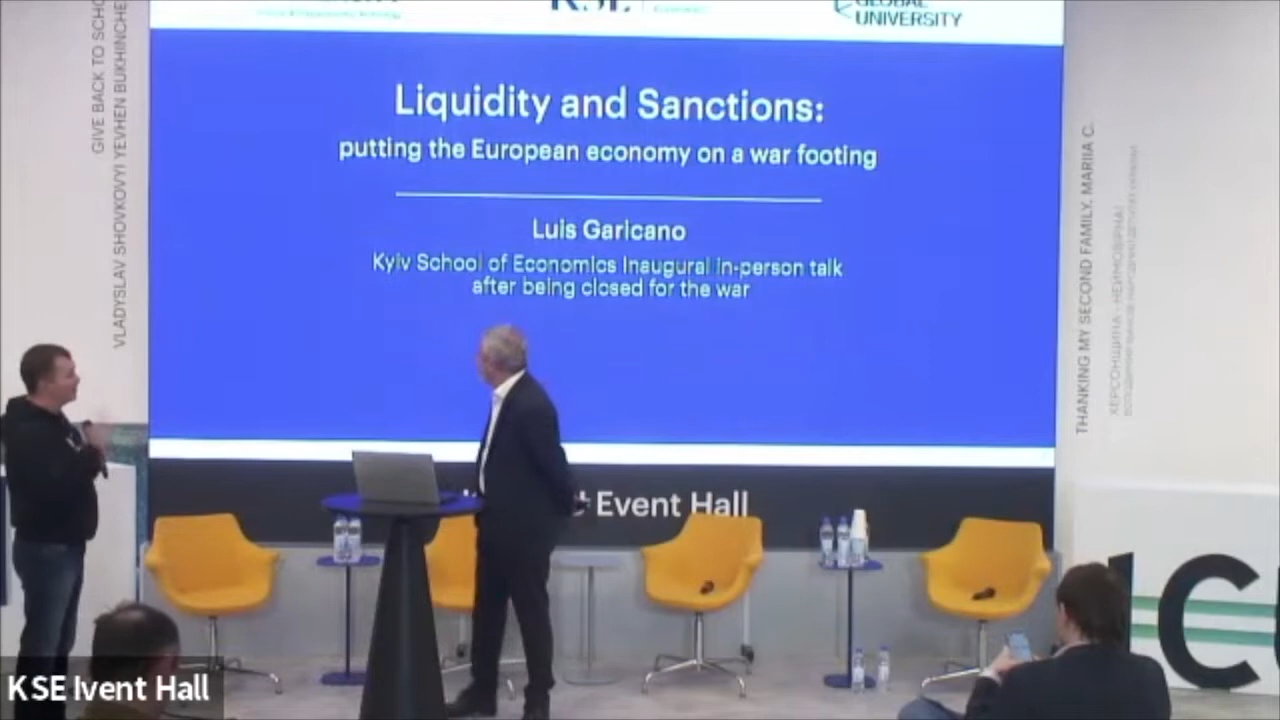 GLOBAL
UNIVERSITY
Liquidity and Sanctions:
putting the European economy on a war footing
Luis Garicano
Kyiv School of Economics Inaugural in-person talk
after being closed for the war
Event Hall
GIVE BACK TO SCHO
VLADYSLAV SHOVKOVYI YEVHEN BUKHINCHE
THANKING MY SECOND FAMILY, MARIIA C.
ХЕРСОНЩИНА - НЕЙМОВІРНА!
KSE Ivent Hall